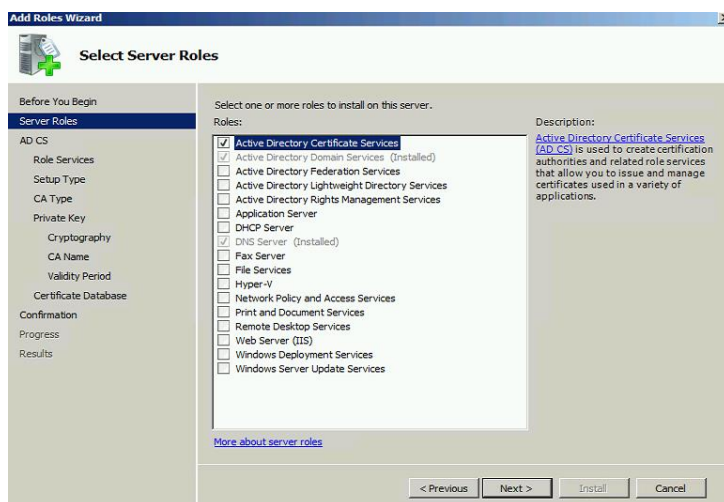 Add Roles Wizard
Select Server Roles
Before You Begin
Server Roles
AD CS
Role Services
Setup Type
CA Type
Private Key
Cryptography
CA Name
Validity Period
Certificate Database
Confirmation
Progress
Results
Select one or more roles to install on this server.
Roles:
Active Directory Certificate Services
Active Directory Domain Services (Installed)
Active Directory Federation Services
Active Directory Lightweight Directory Services
Active Directory Rights Management Services
Application Server
DHCP Server
DNS Server (Installed)
Fax Server
File Services
Hyper-V
Network Policy and Access Services
Print and Document Services
Remote Desktop Services
Web Server (IIS)
Windows Deployment Services
Windows Server Update Services
More about server roles
Description:
Active Directory Certificate Services
(AD CS) is used to create certification
authorities and related role services
that allow you to issue and manage
certificates used in a variety of
applications.
< Previous
Next >
Install
Cancel